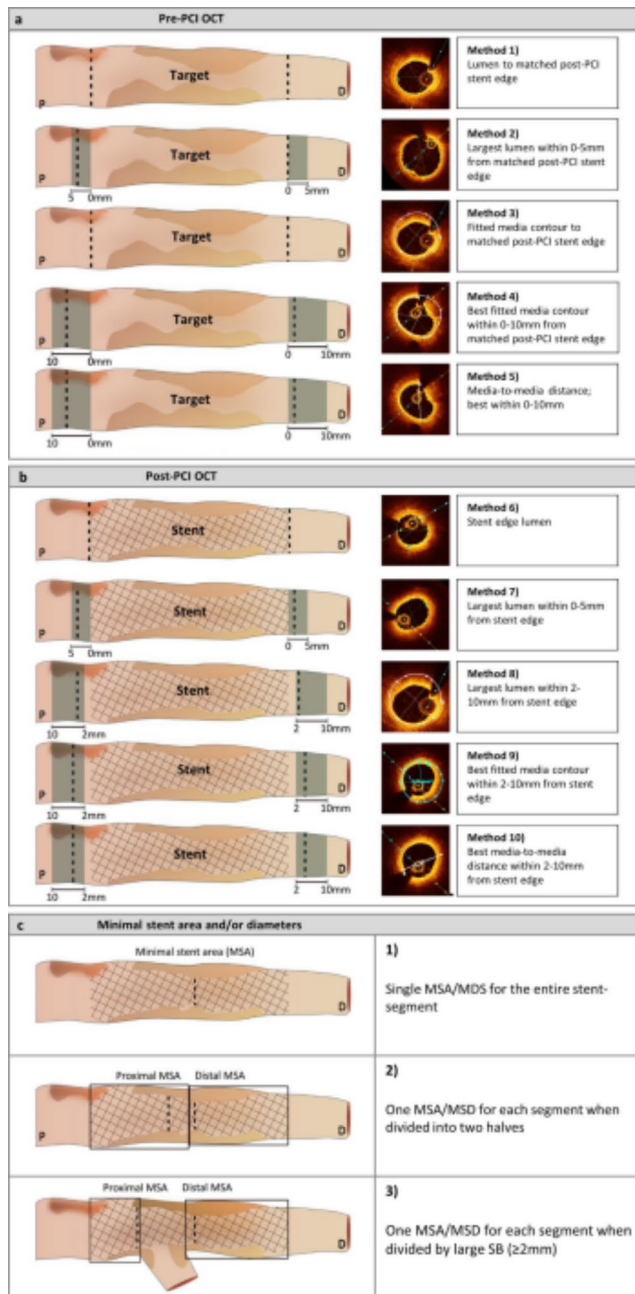 a
Pre-PCI OCT
Target
P
D
Method 1)
Lumen to matched post-PCI
stent edge
Target
P
D
5
0mm
0
5mm
Method 2)
Largest lumen within 0-5mm
from matched post-PCI stent
edge
Target
P
D
Method 3)
Fitted media contour to
matched post-PCI stent edge
Target
P
D
10
0mm
0
10mm
Method 4)
Best fitted media contour
within 0-10mm from
matched post-PCI stent edge
Target
P
D
10
0mm
0
10mm
Method 5)
Media-to-media distance;
best within 0-10mm
b
Post-PCI OCT
Stent
P
D
Method 6)
Stent edge lumen
Stent
P
D
5
0mm
0
5mm
Method 7)
Largest lumen within 0-5mm
from stent edge
Stent
P
D
10
2mm
2
10mm
Method 8)
Largest lumen within 2-
10mm from stent edge
Stent
P
D
10
2mm
2
10mm
Method 9)
Best fitted media contour
within 2-10mm from stent
edge
Stent
P
D
10
2mm
2
10mm
Method 10)
Best media-to-media
distance within 2-10mm
from stent edge
c
Minimal stent area and/or diameters
Minimal stent area (MSA)
D
1)
Single MSA/MDS for the entire stent-
segment
Proximal MSA
Distal MSA
P
D
2)
One MSA/MSD for each segment when
divided into two halves
Proximal MSA
Distal MSA
D
3)
One MSA/MSD for each segment when
divided by large SB (≥2mm)